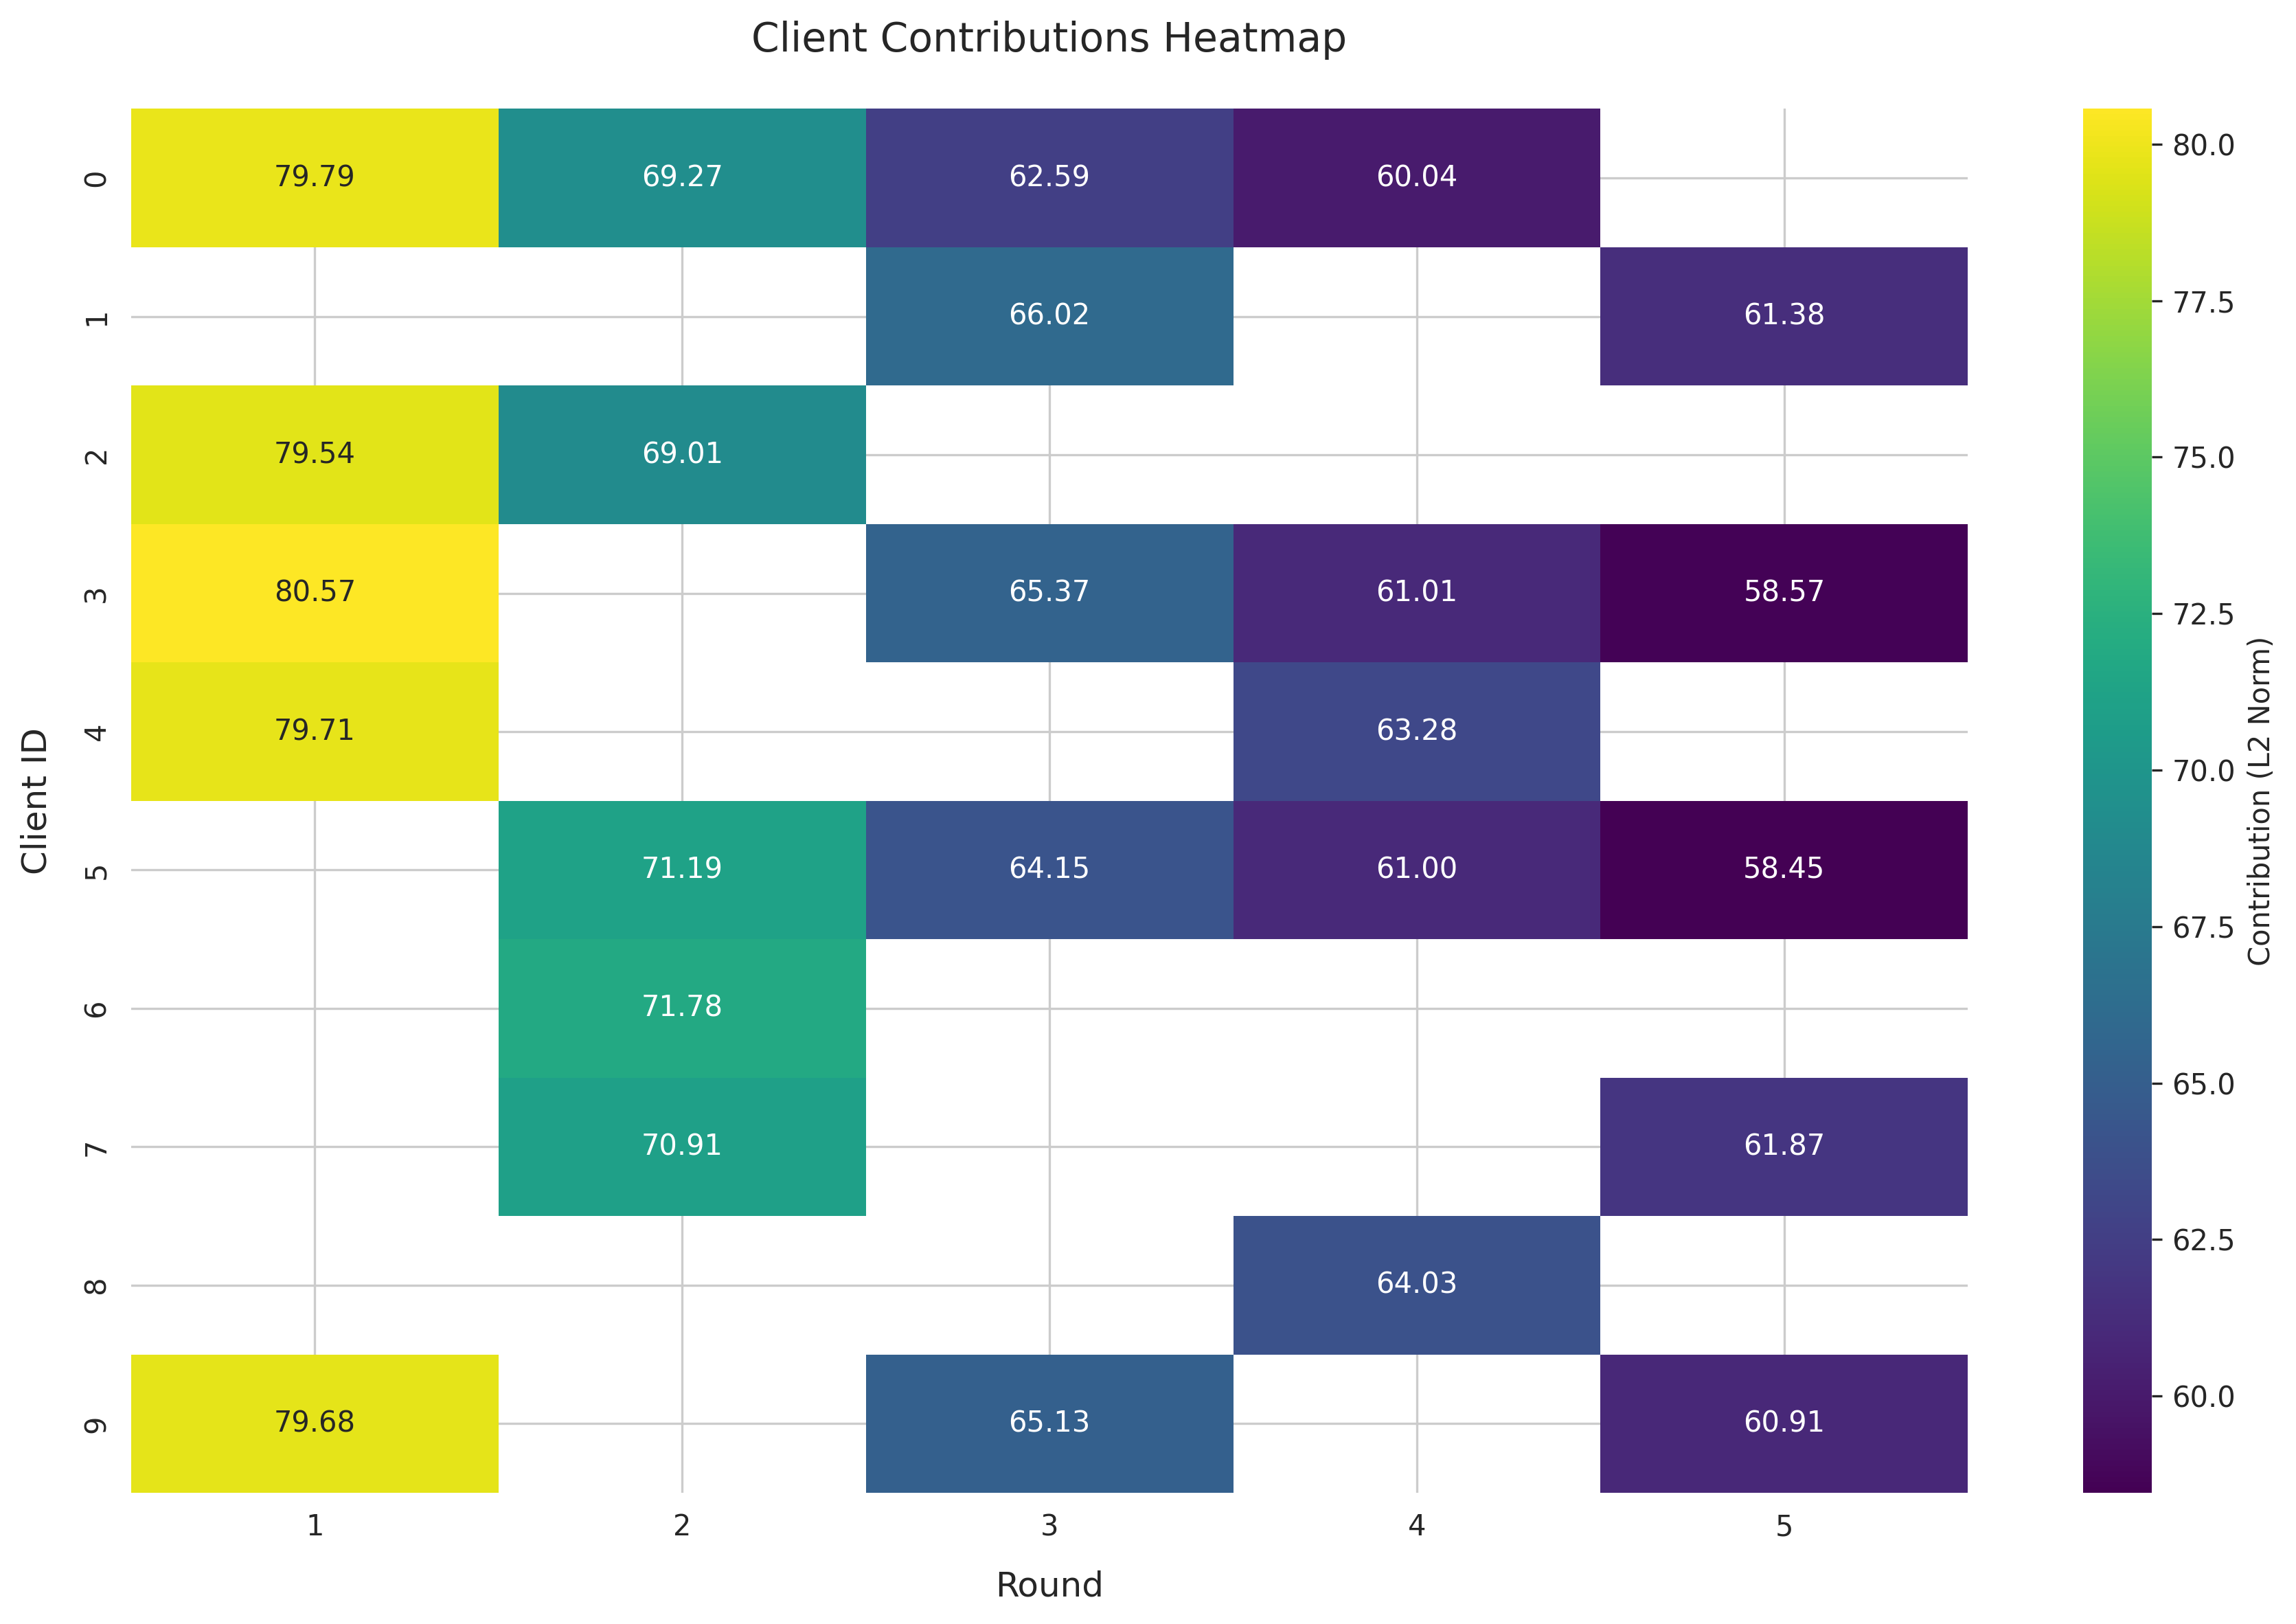 Client Contributions Heatmap
0 79.79 69.27 62.59 60.04
1 66.02 61.38
2 79.54 69.01
3 80.57 65.37 61.01 58.57
4 79.71 63.28
5 71.19 64.15 61.00 58.45
6 71.78
7 70.91 61.87
8 64.03
9 79.68 65.13 60.91
1 2 3 4 5
Round
Client ID
80.0
77.5
75.0
72.5
70.0
67.5
65.0
62.5
60.0
Contribution (L2 Norm)